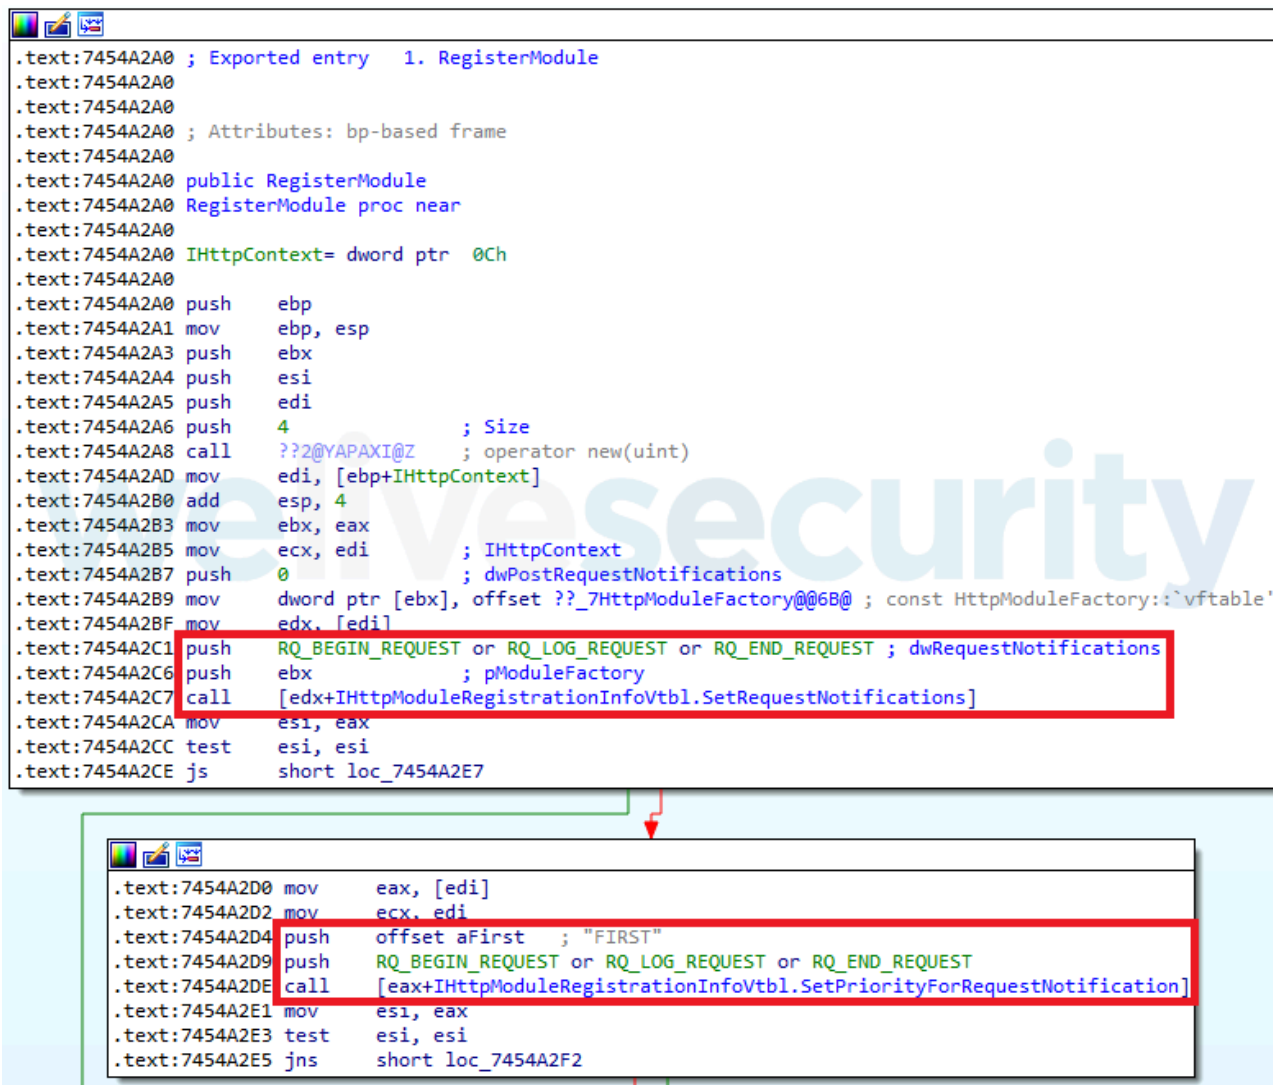 .text:7454A2A0 ; Exported entry   1. RegisterModule
.text:7454A2A0
.text:7454A2A0
.text:7454A2A0 ; Attributes: bp-based frame
.text:7454A2A0
.text:7454A2A0 public RegisterModule
.text:7454A2A0 RegisterModule proc near
.text:7454A2A0
.text:7454A2A0 IHttpContext= dword ptr  0Ch
.text:7454A2A0
.text:7454A2A0 push    ebp
.text:7454A2A1 mov     ebp, esp
.text:7454A2A3 push    ebx
.text:7454A2A4 push    esi
.text:7454A2A5 push    edi
.text:7454A2A6 push    4               ; Size
.text:7454A2A8 call    ??2@YAPAXI@Z    ; operator new(uint)
.text:7454A2AD mov     edi, [ebp+IHttpContext]
.text:7454A2B0 add     esp, 4
.text:7454A2B3 mov     ebx, eax
.text:7454A2B5 mov     ecx, edi        ; IHttpContext
.text:7454A2B7 push    0               ; dwPostRequestNotifications
.text:7454A2B9 mov     dword ptr [ebx], offset ??_7HttpModuleFactory@@6B@ ; const HttpModuleFactory::`vftable'
.text:7454A2BF mov     edx, [edi]
.text:7454A2C1 push    RQ_BEGIN_REQUEST or RQ_LOG_REQUEST or RQ_END_REQUEST ; dwRequestNotifications
.text:7454A2C6 push    ebx             ; pModuleFactory
.text:7454A2C7 call    [edx+IHttpModuleRegistrationInfoVtbl.SetRequestNotifications]
.text:7454A2CA mov     esi, eax
.text:7454A2CC test    esi, esi
.text:7454A2CE js      short loc_7454A2E7
welivesecurity
.text:7454A2D0 mov     eax, [edi]
.text:7454A2D2 mov     ecx, edi
.text:7454A2D4 push    offset aFirst   ; "FIRST"
.text:7454A2D9 push    RQ_BEGIN_REQUEST or RQ_LOG_REQUEST or RQ_END_REQUEST
.text:7454A2DE call    [eax+IHttpModuleRegistrationInfoVtbl.SetPriorityForRequestNotification]
.text:7454A2E1 mov     esi, eax
.text:7454A2E3 test    esi, esi
.text:7454A2E5 jns     short loc_7454A2F2